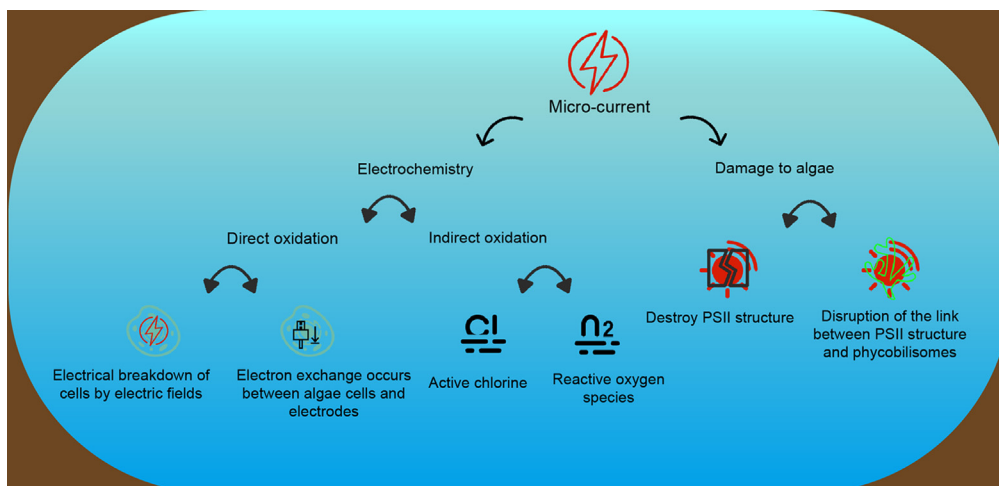 Micro-current
Electrochemistry
Damage to algae
Direct oxidation
Indirect oxidation
Cl
Active chlorine
Reactive oxygen
species
Electrical breakdown of
cells by electric fields
Electron exchange occurs
between algae cells and
electrodes
Destroy PSII structure
Disruption of the link
between PSII structure
and phycobilisomes